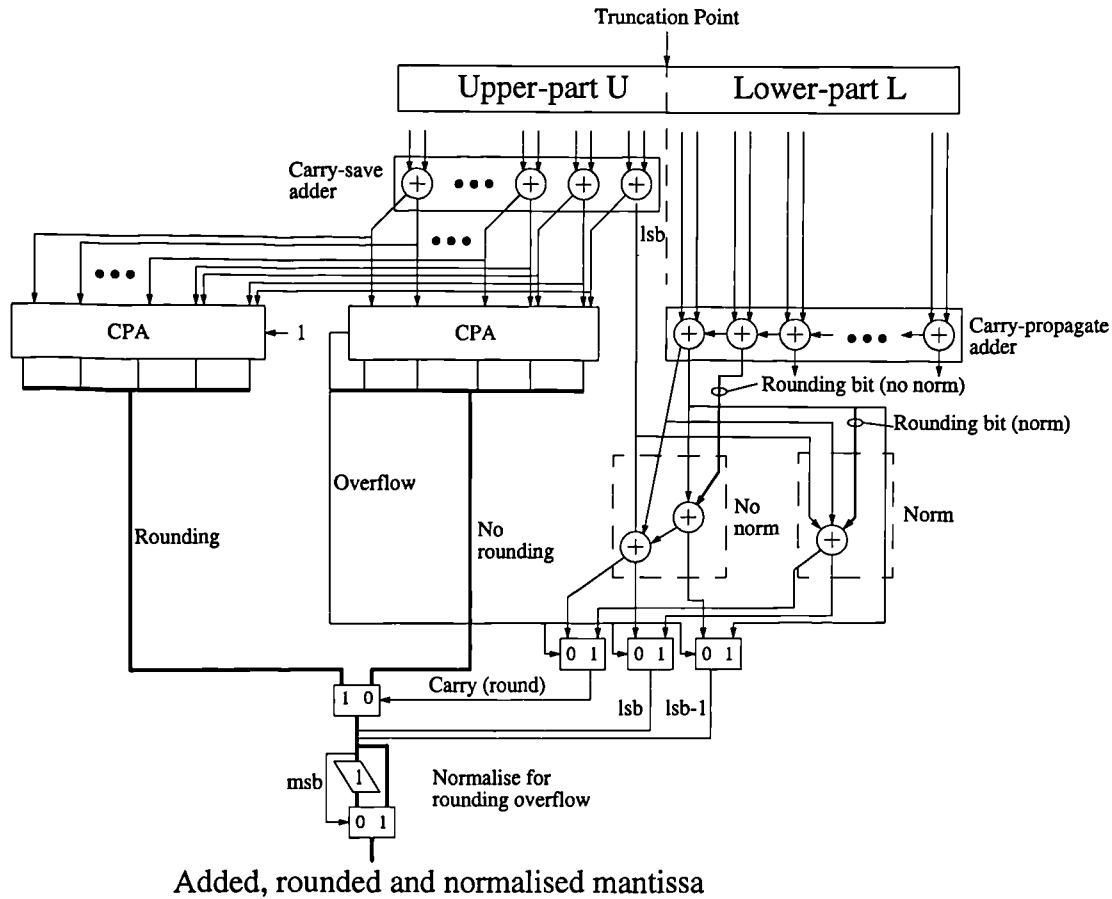 Truncation Point
Upper-part U
Lower-part L
Carry-save
adder
lsb
CPA
1
CPA
Carry-propagate
adder
Rounding bit (no norm)
Rounding bit (norm)
Overflow
Rounding
No
rounding
No
norm
Norm
0 1
0 1
0 1
1 0
Carry (round)
lsb
lsb-1
msb
1
Normalise for
rounding overflow
0 1
Added, rounded and normalised mantissa